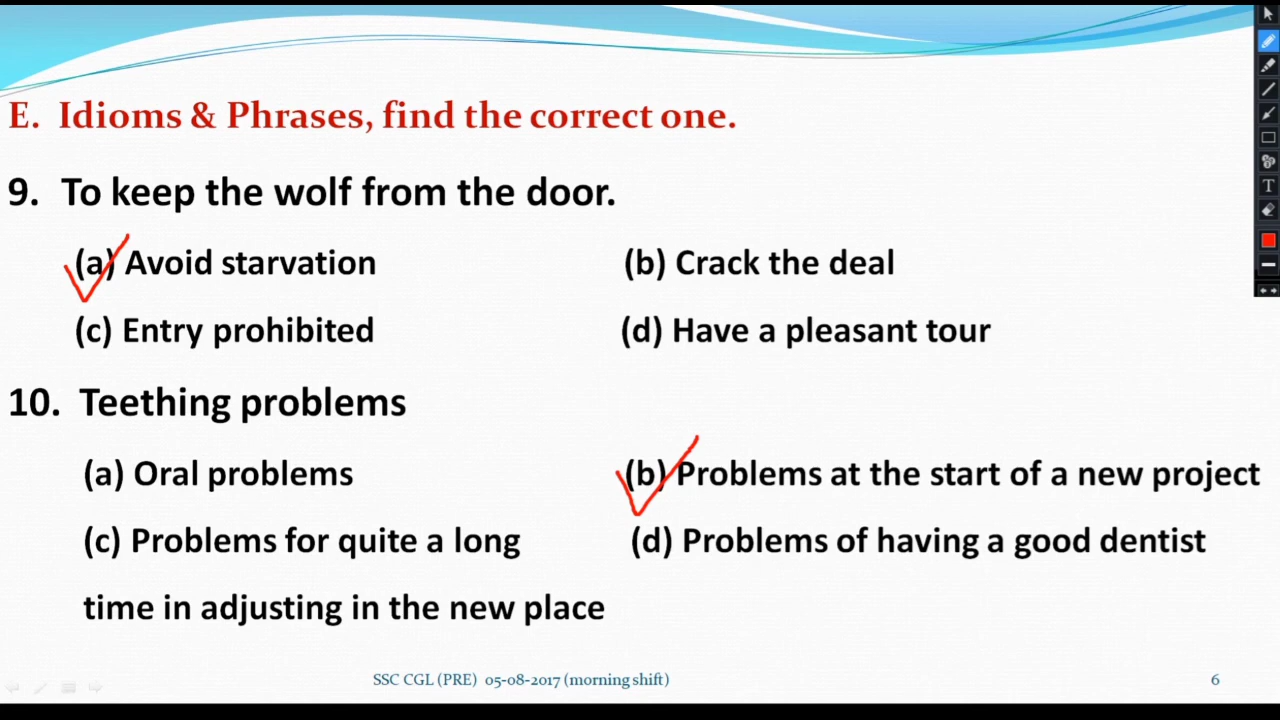 E. Idioms & Phrases, find the correct one.
9. To keep the wolf from the door.
(a) Avoid starvation (b) Crack the deal
(c) Entry prohibited (d) Have a pleasant tour
10. Teething problems
(a) Oral problems (b) Problems at the start of a new project
(c) Problems for quite a long (d) Problems of having a good dentist
time in adjusting in the new place
SSC CGL (PRE) 05-08-2017 (morning shift) 6